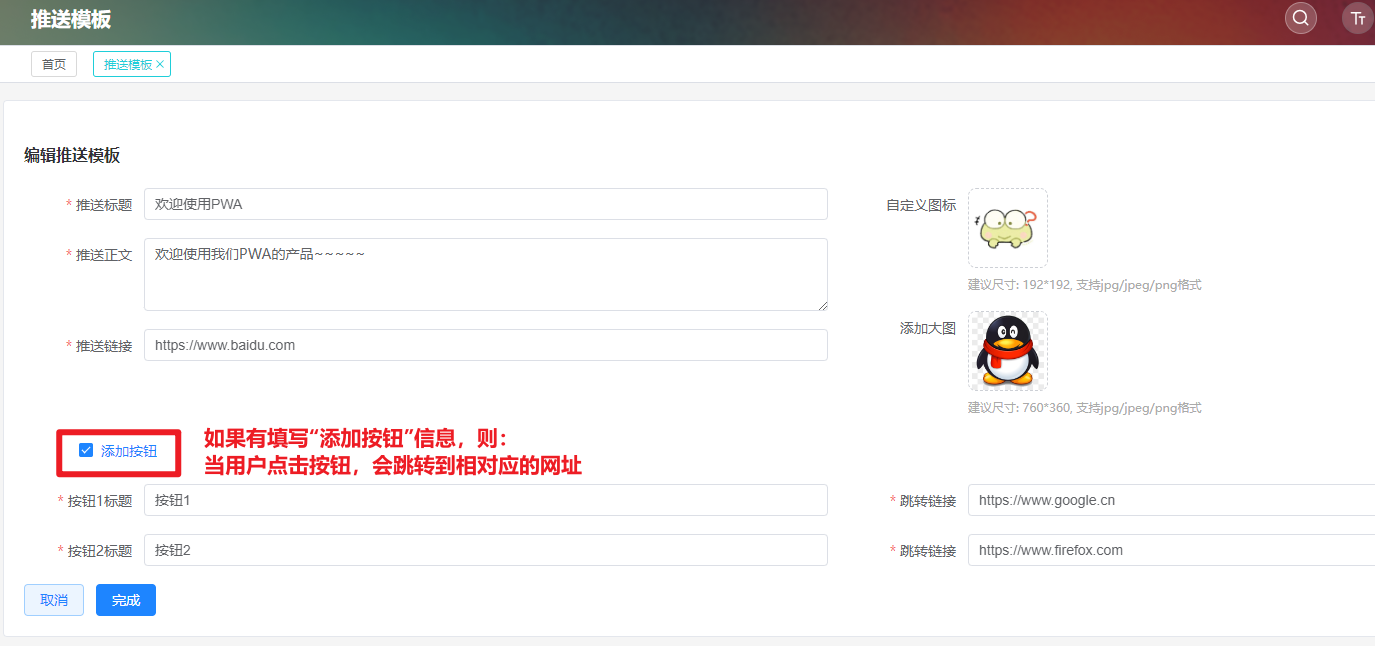 推送模板
Tт
首页
推送模板
编辑推送模板
* 推送标题 欢迎使用PWA
自定义图标
* 推送正文 欢迎使用我们PWA的产品~~~~~
建议尺寸: 192*192, 支持jpg/jpeg/png格式
* 推送链接 https://www.baidu.com
添加大图
建议尺寸: 760*360, 支持jpg/jpeg/png格式
添加按钮
如果有填写“添加按钮”信息，则：
当用户点击按钮，会跳转到相对应的网址
* 按钮1标题 按钮1 * 跳转链接 https://www.google.cn
* 按钮2标题 按钮2 * 跳转链接 https://www.firefox.com
取消 完成